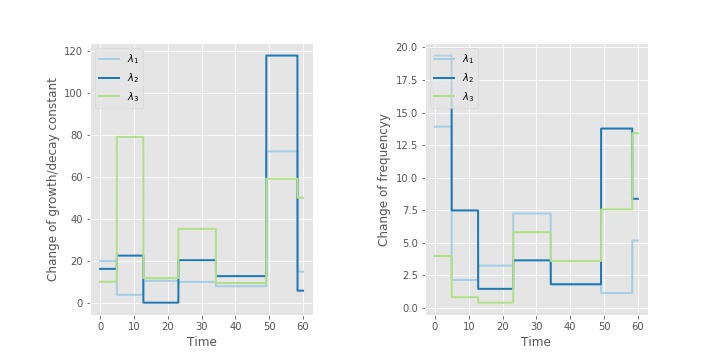 120
100
80
60
40
20
0
Change of growth/decay constant
λ1
λ2
λ3
0 10 20 30 40 50 60
Time
20.0
17.5
15.0
12.5
10.0
7.5
5.0
2.5
0.0
Change of frequencyy
λ1
λ2
λ3
0 10 20 30 40 50 60
Time